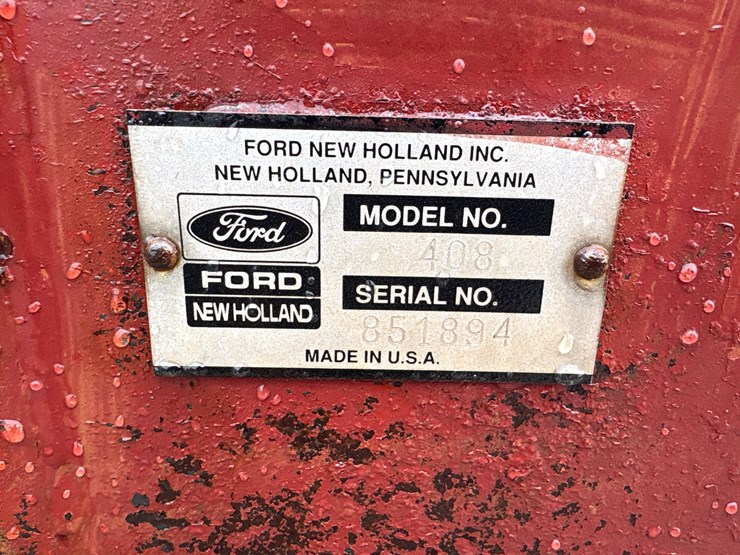 FORD NEW HOLLAND INC.
NEW HOLLAND, PENNSYLVANIA
Ford
FORD
NEW HOLLAND
MODEL NO.
408
SERIAL NO.
851894
MADE IN U.S.A.